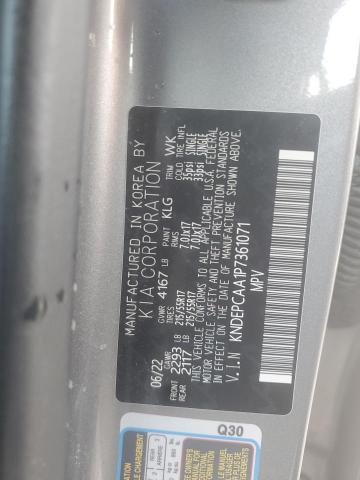 MANUFACTURED IN KOREA BY
KIA CORPORATION
06/22 GVWR 4167 LB PAINT KLG TRIM WK
GAWR TIRES RIMS COLD TIRE INFL
FRONT 2293 LB 215/55R17 7.0Jx17 35psi SINGLE
REAR 2117 LB 215/55R17 7.0Jx17 35psi SINGLE
THIS VEHICLE CONFORMS TO ALL APPLICABLE U.S.A. FEDERAL
MOTOR VEHICLE SAFETY AND THEFT PREVENTION STANDARDS
IN EFFECT ON THE DATE OF MANUFACTURE SHOWN ABOVE.
V.I.N KNDEPCAA1P7361071
MPV
Q30